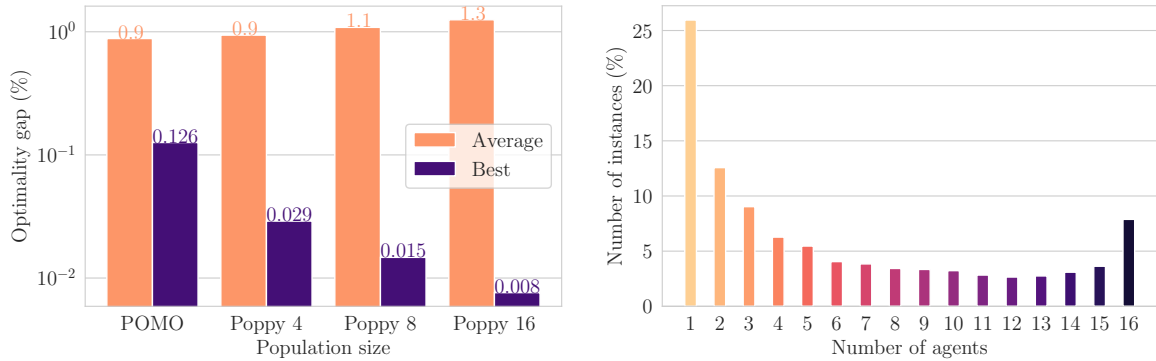 10^0
10^{-1}
10^{-2}
Optimality gap (%)
0.9
0.9
1.1
1.3
0.126
0.029
0.015
0.008
Average
Best
POMO Poppy 4 Poppy 8 Poppy 16
Population size
25
20
15
10
5
0
Number of instances (%)
1 2 3 4 5 6 7 8 9 10 11 12 13 14 15 16
Number of agents